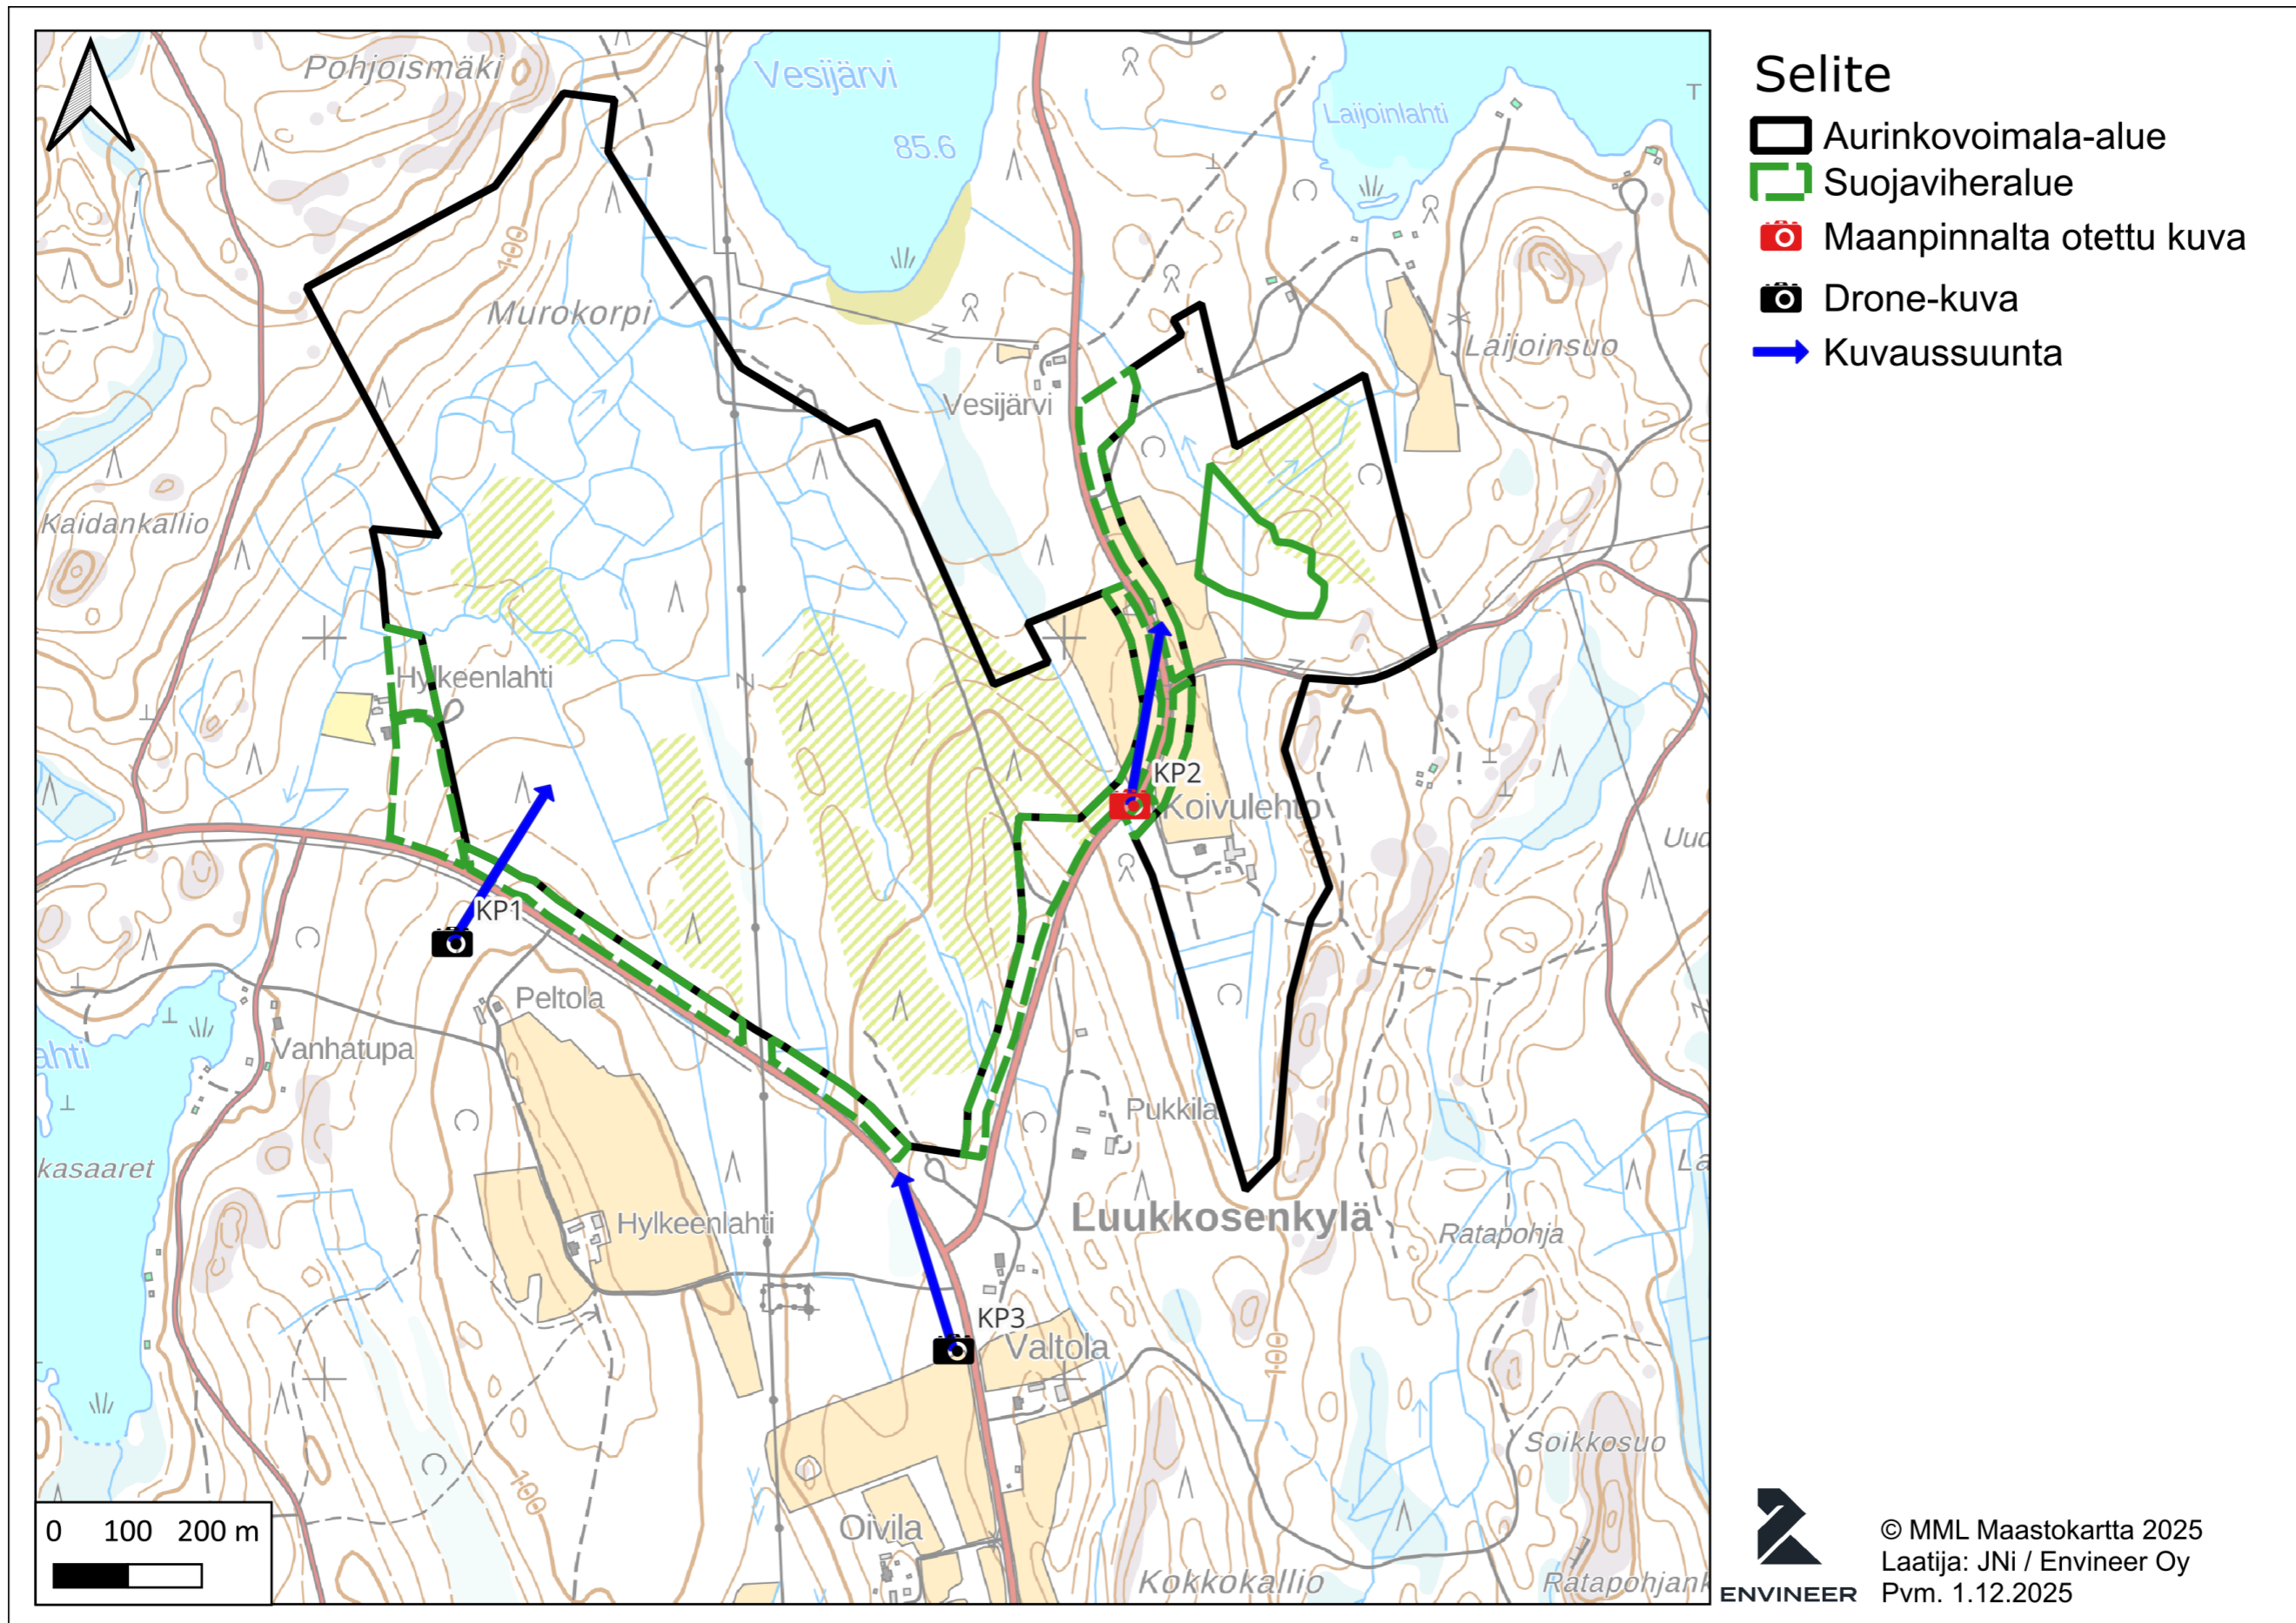 Pohjoismäki
Vesijärvi
85.6
Laijoinlahti
100
Murokorpi
Laijoinsuo
Vesijärvi
Kaidankallio
Hylkeenlahti
KP2
Koivulehto
KP1
Peltola
Vanhatupa
ahti
kasaaret
Pukkila
Luukkosenkylä
Hylkeenlahti
Ratapohja
KP3
Valtola
100
Soikkosuo
100
Oivila
Kokkokallio
Ratapohjank
Uud
La
0 100 200 m
Selite
Aurinkovoimala-alue
Suojaviheralue
Maanpinnalta otettu kuva
Drone-kuva
Kuvaussuunta
ENVINEER
© MML Maastokartta 2025
Laatija: JNi / Envineer Oy
Pvm. 1.12.2025